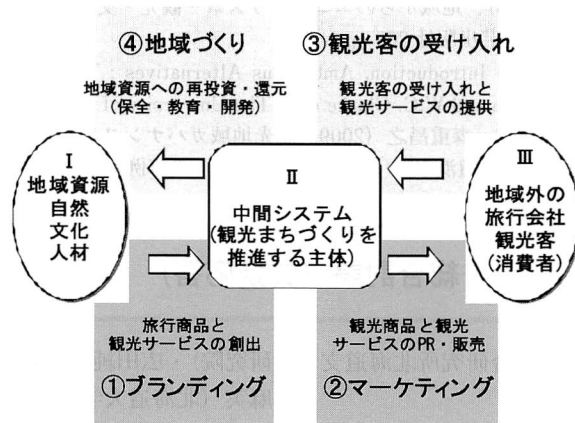 ④地域づくり
地域資源への再投資・還元
(保全・教育・開発)
③観光客の受け入れ
観光客の受け入れと
観光サービスの提供
Ⅰ
地域資源
自然
文化
人材
Ⅱ
中間システム
(観光まちづくりを
推進する主体)
Ⅲ
地域外の
旅行会社
観光客
(消費者)
旅行商品と
観光サービスの創出
①ブランディング
観光商品と観光
サービスのPR・販売
②マーケティング